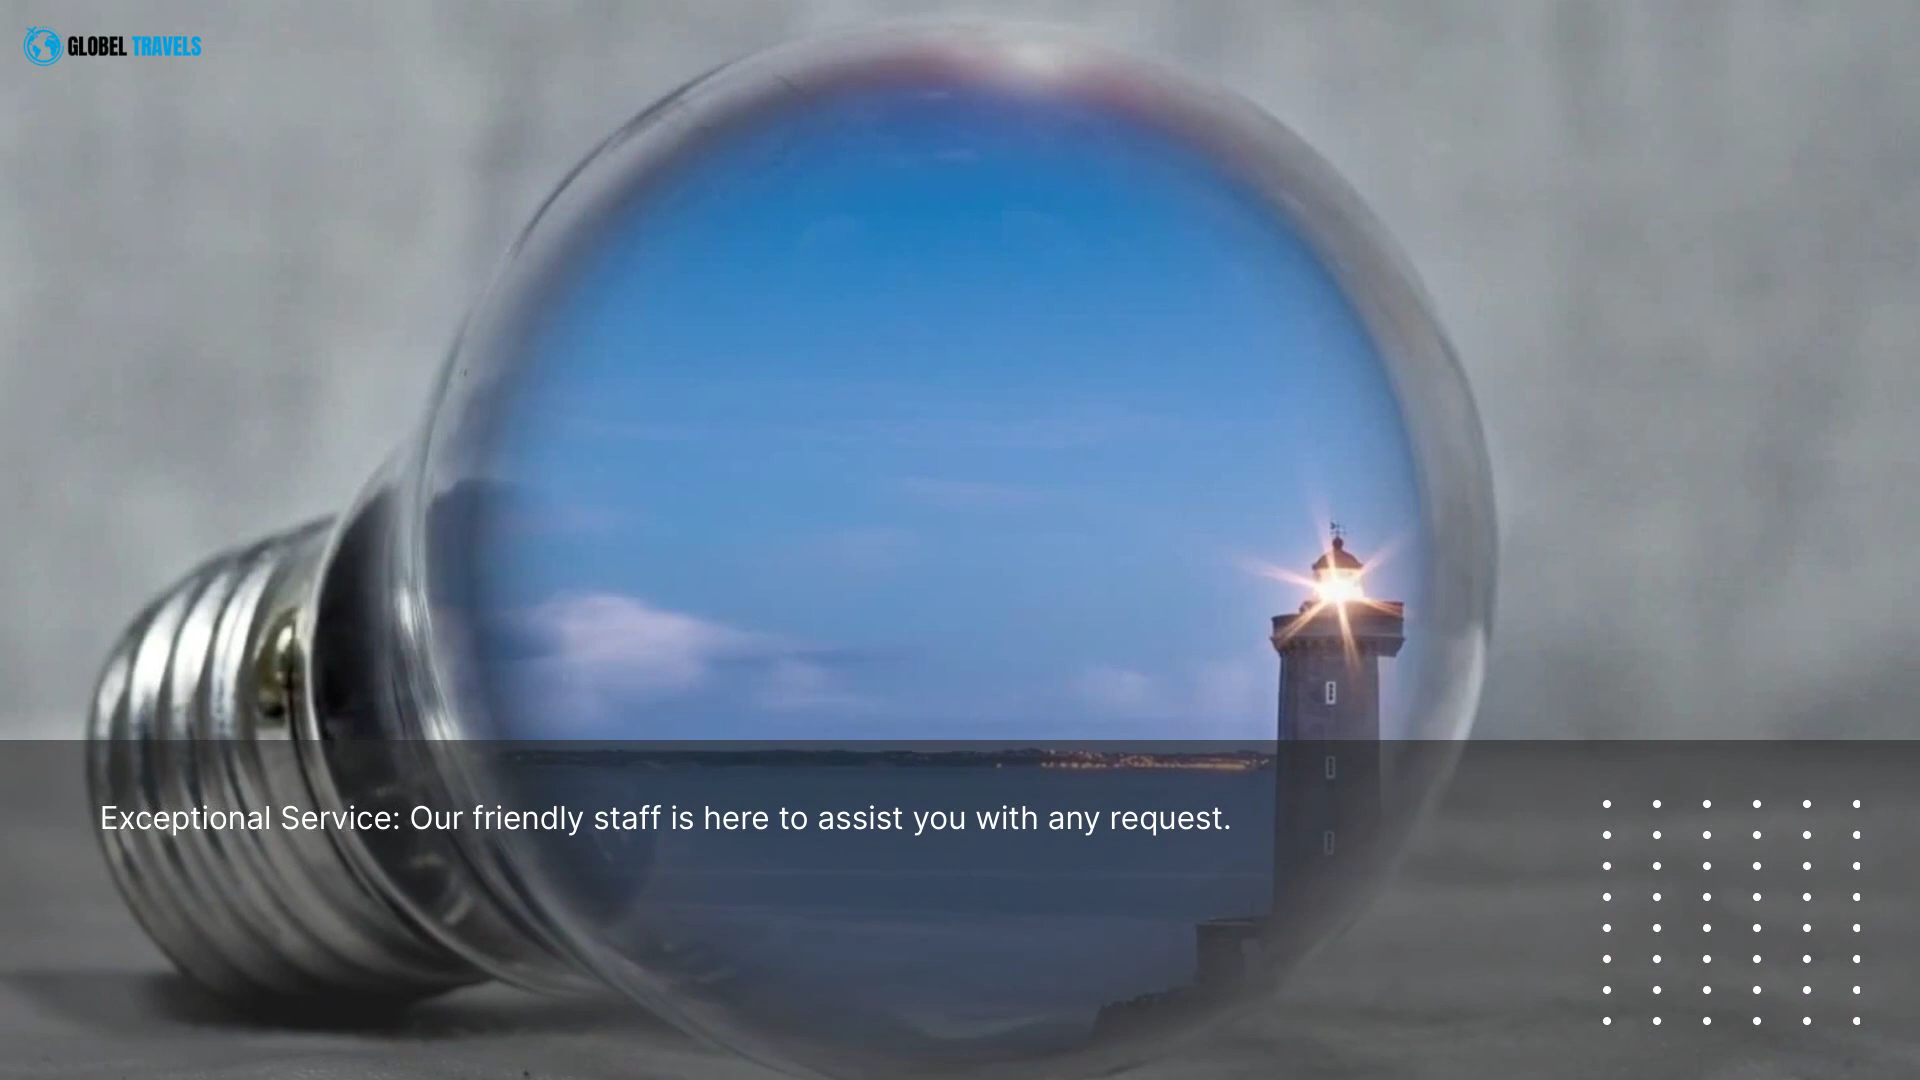 GLOBEL TRAVELS
Exceptional Service: Our friendly staff is here to assist you with any request.